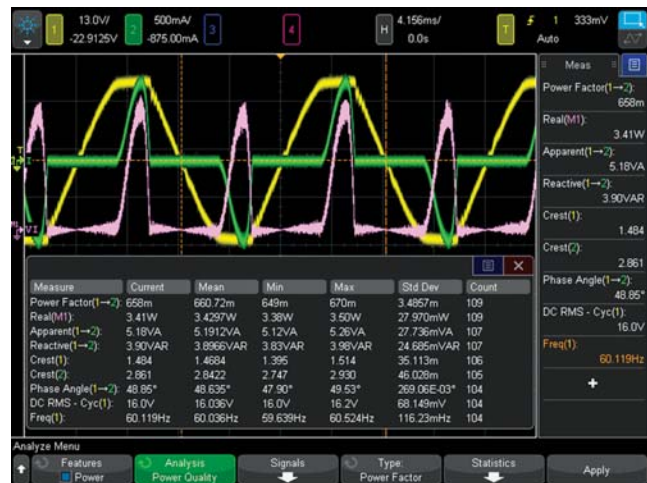 1 13.0V/ -22.9125V 2 500mA/ -875.00mA 3 4 H 4.156ms/ 0.0s T 1 333mV Auto
Meas
Power Factor(1→2):
658m
Real(M1):
3.41W
Apparent(1→2):
5.18VA
Reactive(1→2):
3.90VAR
Crest(1):
1.484
Crest(2):
2.861
Phase Angle(1→2):
48.85°
DC RMS - Cyc(1):
16.0V
Freq(1):
60.119Hz
Measure Current Mean Min Max Std Dev Count
Power Factor(1→2): 658m 660.72m 649m 670m 3.4857m 109
Real(M1): 3.41W 3.4297W 3.38W 3.50W 27.970mW 109
Apparent(1→2): 5.18VA 5.1912VA 5.12VA 5.26VA 27.736mVA 107
Reactive(1→2): 3.90VAR 3.8966VAR 3.83VAR 3.98VAR 24.685mVAR 107
Crest(1): 1.484 1.4684 1.395 1.514 35.113m 106
Crest(2): 2.861 2.8422 2.747 2.930 46.028m 105
Phase Angle(1→2): 48.85° 48.635° 47.90° 49.53° 269.06E-03° 104
DC RMS - Cyc(1): 16.0V 16.036V 16.0V 16.2V 68.149mV 104
Freq(1): 60.119Hz 60.036Hz 59.639Hz 60.524Hz 116.23mHz 104
Analyze Menu
Features
Power
Analysis
Power Quality
Signals
Type:
Power Factor
Statistics
Apply